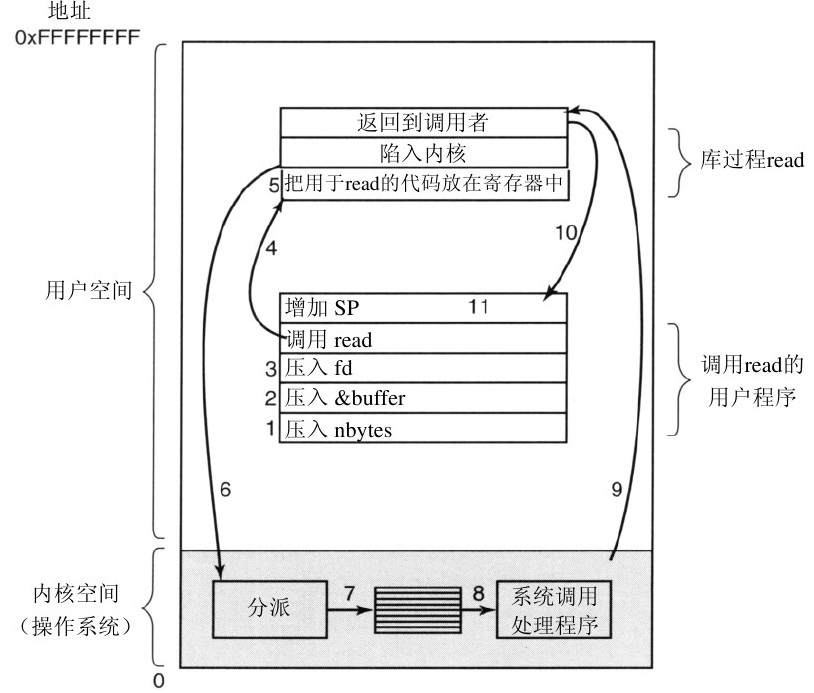 地址
0xFFFFFFFF
返回到调用者
陷入内核
5 把用于read的代码放在寄存器中
库过程read
4
10
用户空间
增加 SP 11
调用 read
3 压入 fd
2 压入 &buffer
1 压入 nbytes
调用read的
用户程序
6
9
内核空间
（操作系统）
分派
7
8
系统调用
处理程序
0